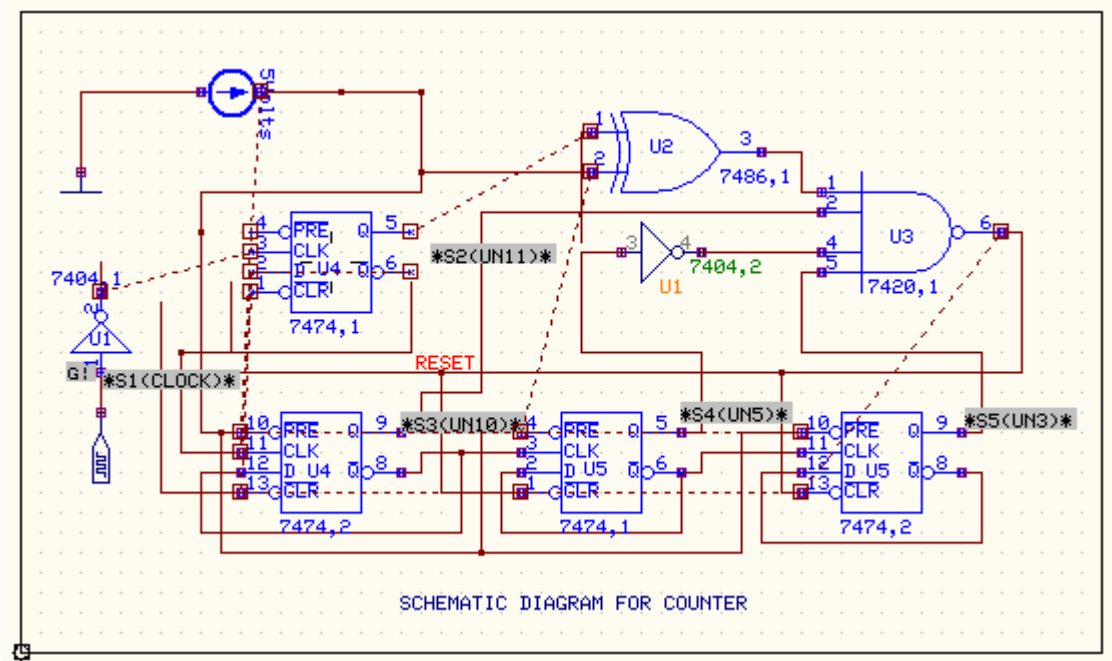 5Volts
1
2
U2
3
7486,1
1
2
4
5
U3
6
7420,1
3
4
7404,2
U1
4
3
2
1
PRE
CLK
D
CLR
U4
Q
Q
5
6
7474,1
*S2(UN11)*
7404,1
2
U1
1
G!
*S1(CLOCK)*
RESET
10
11
12
13
PRE
CLK
D U4
CLR
Q
Q
9
8
7474,2
*S3(UN10)*
4
3
2
1
PRE
CLK
D U5
CLR
Q
Q
5
6
7474,1
*S4(UN5)*
10
11
12
13
PRE
CLK
D U5
CLR
Q
Q
9
8
7474,2
*S5(UN3)*
SCHEMATIC DIAGRAM FOR COUNTER